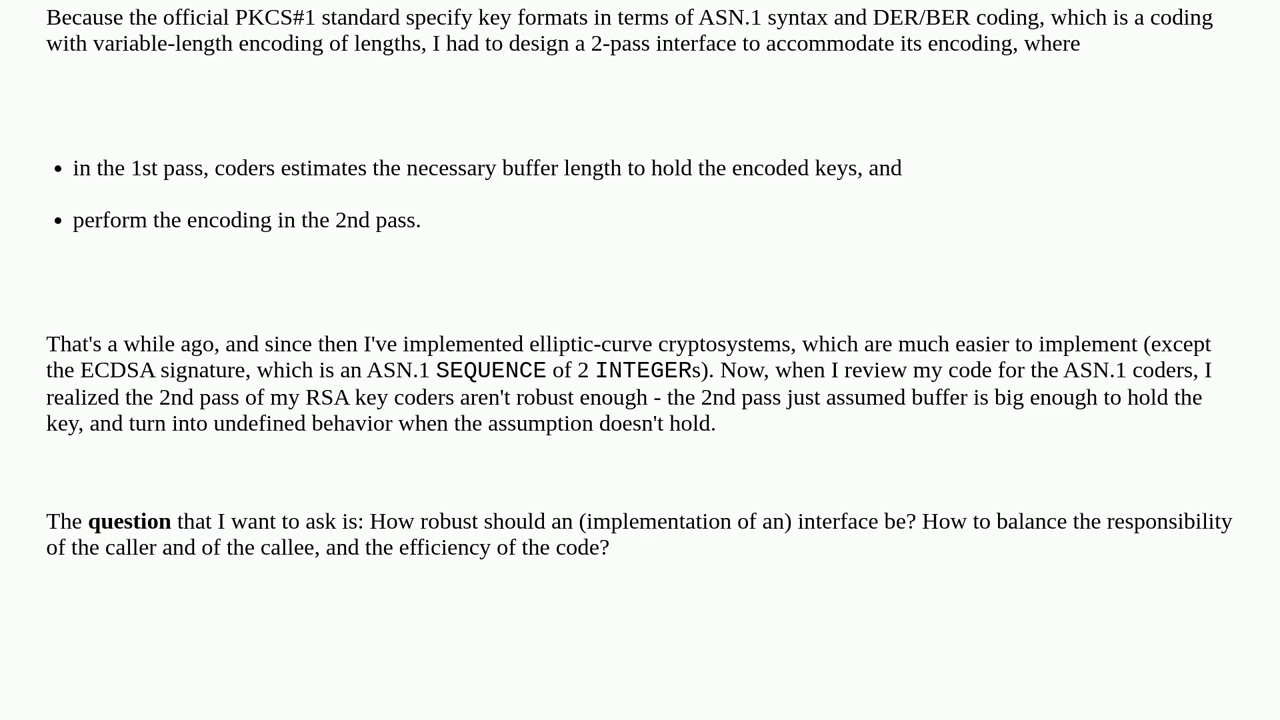 Because the official PKCS#1 standard specify key formats in terms of ASN.1 syntax and DER/BER coding, which is a coding
with variable-length encoding of lengths, I had to design a 2-pass interface to accommodate its encoding, where
• in the 1st pass, coders estimates the necessary buffer length to hold the encoded keys, and
• perform the encoding in the 2nd pass.
That's a while ago, and since then I've implemented elliptic-curve cryptosystems, which are much easier to implement (except
the ECDSA signature, which is an ASN.1 SEQUENCE of 2 INTEGERs). Now, when I review my code for the ASN.1 coders, I
realized the 2nd pass of my RSA key coders aren't robust enough - the 2nd pass just assumed buffer is big enough to hold the
key, and turn into undefined behavior when the assumption doesn't hold.
The question that I want to ask is: How robust should an (implementation of an) interface be? How to balance the responsibility
of the caller and of the callee, and the efficiency of the code?